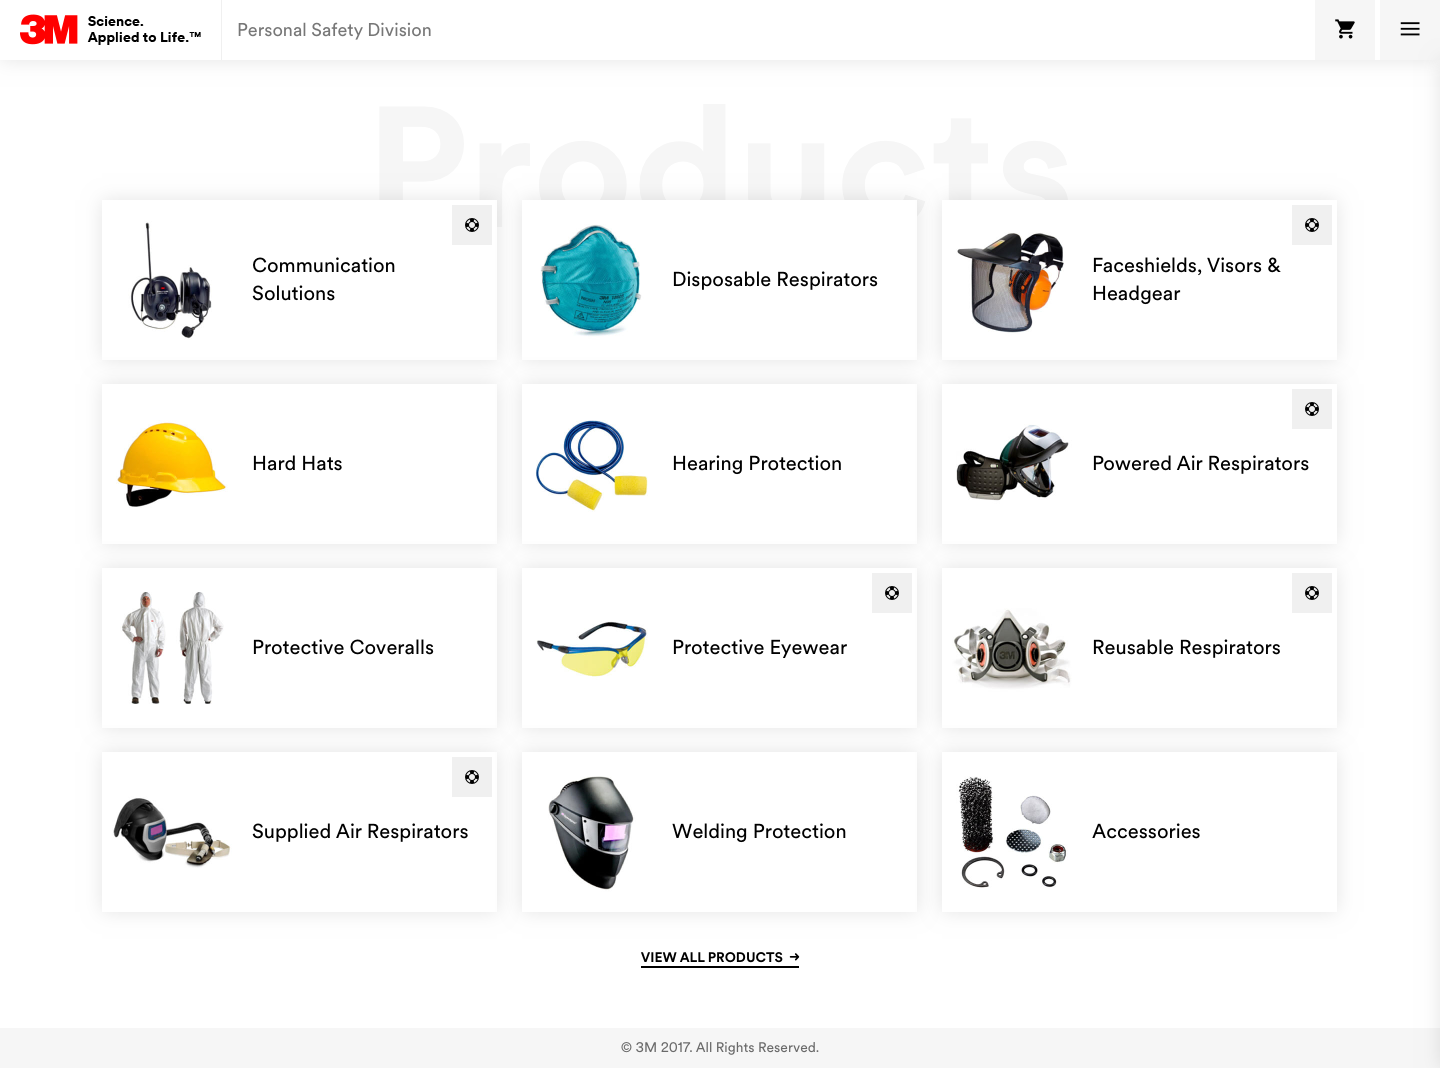 3M
Science.
Applied to Life.™
Personal Safety Division
Products
Communication
Solutions
Disposable Respirators
Faceshields, Visors &
Headgear
Hard Hats
Hearing Protection
Powered Air Respirators
Protective Coveralls
Protective Eyewear
Reusable Respirators
3M
Supplied Air Respirators
Welding Protection
Accessories
VIEW ALL PRODUCTS →
© 3M 2017. All Rights Reserved.